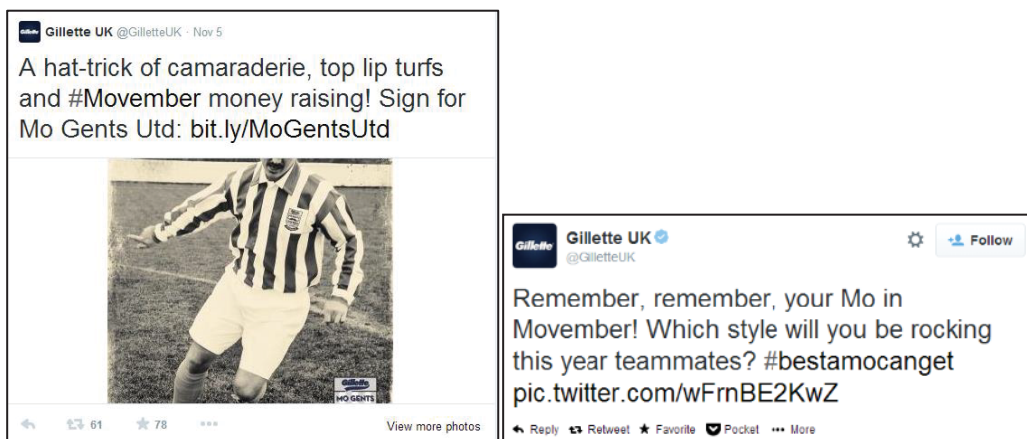 Gillette Gillette UK @GilletteUK · Nov 5
A hat-trick of camaraderie, top lip turfs
and #Movember money raising! Sign for
Mo Gents Utd: bit.ly/MoGentsUtd
Gillette
MO GENTS
61 78 View more photos
Gillette Gillette UK Follow
@GilletteUK
Remember, remember, your Mo in
Movember! Which style will you be rocking
this year teammates? #bestamocanget
pic.twitter.com/wFrnBE2KwZ
Reply Retweet Favorite Pocket More